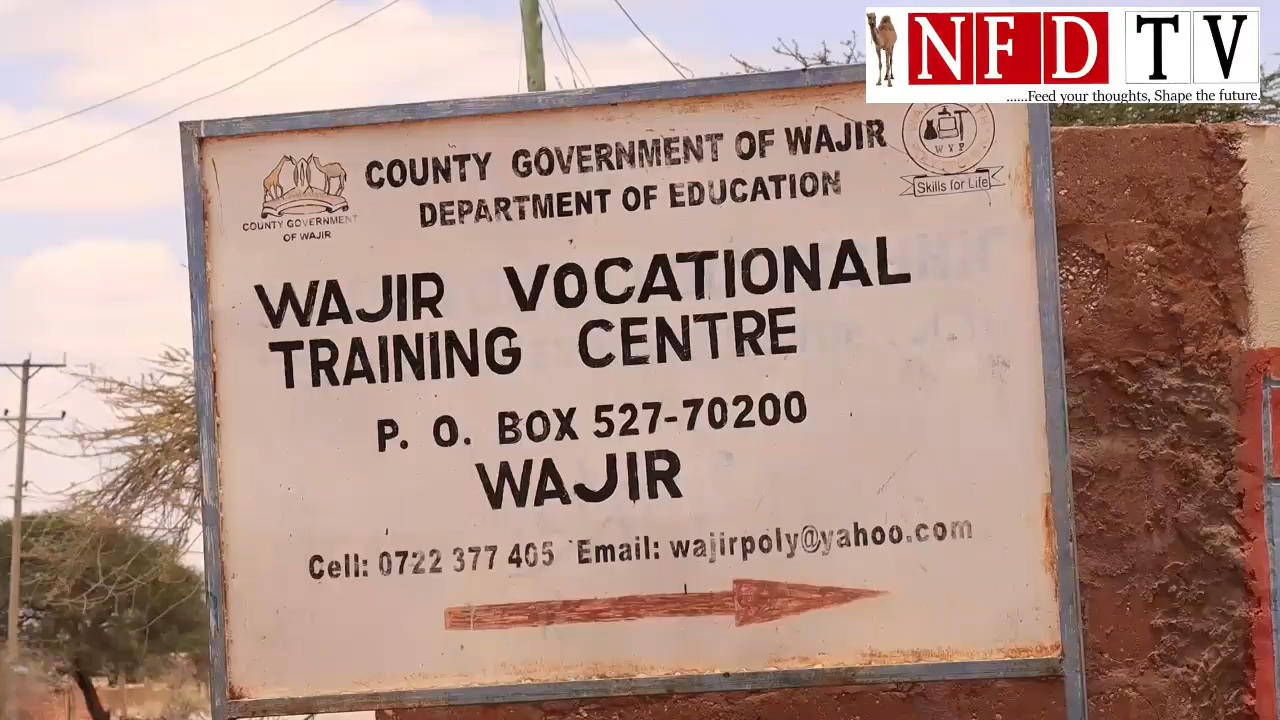 NFD TV
......Feed your thoughts, Shape the future.
COUNTY GOVERNMENT OF WAJIR
DEPARTMENT OF EDUCATION
COUNTY GOVERNMENT
OF WAJIR
W Y P
Skills for Life
WAJIR VOCATIONAL
TRAINING CENTRE
P. O. BOX 527-70200
WAJIR
Cell: 0722 377 405 Email: wajirpoly@yahoo.com